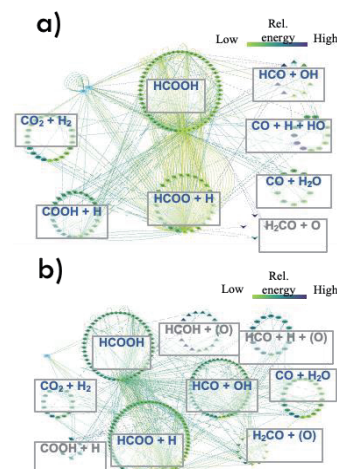 a)
Rel.
energy
Low
High
HCOOH
HCO + OH
CO₂ + H₂
CO + H + HO
CO + H₂O
COOH + H
HCOO + H
H₂CO + O
b)
Rel.
energy
Low
High
HCOH + (O)
HCOOH
HCO + H + (O)
HCO + OH
CO₂ + H₂
CO + H₂O
COOH + H
HCOO + H
H₂CO + (O)